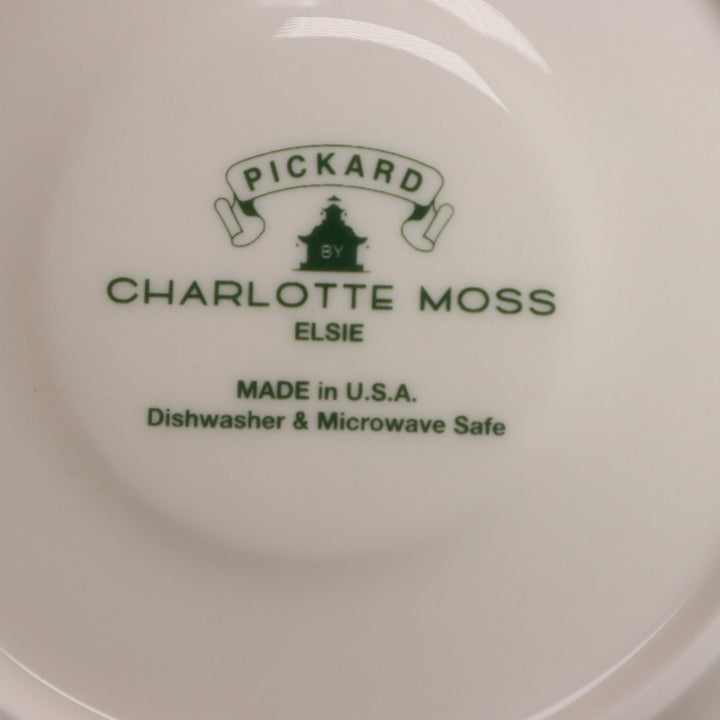 PICKARD
BY
CHARLOTTE MOSS
ELSIE
MADE in U.S.A.
Dishwasher & Microwave Safe